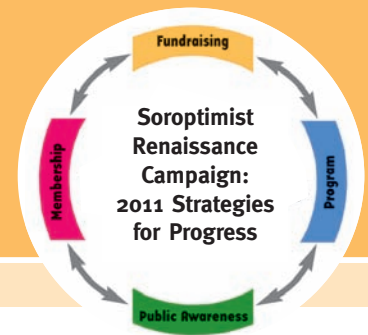 Fundraising
Soroptimist
Renaissance
Campaign:
2011 Strategies
for Progress
Membership
Program
Public Awareness